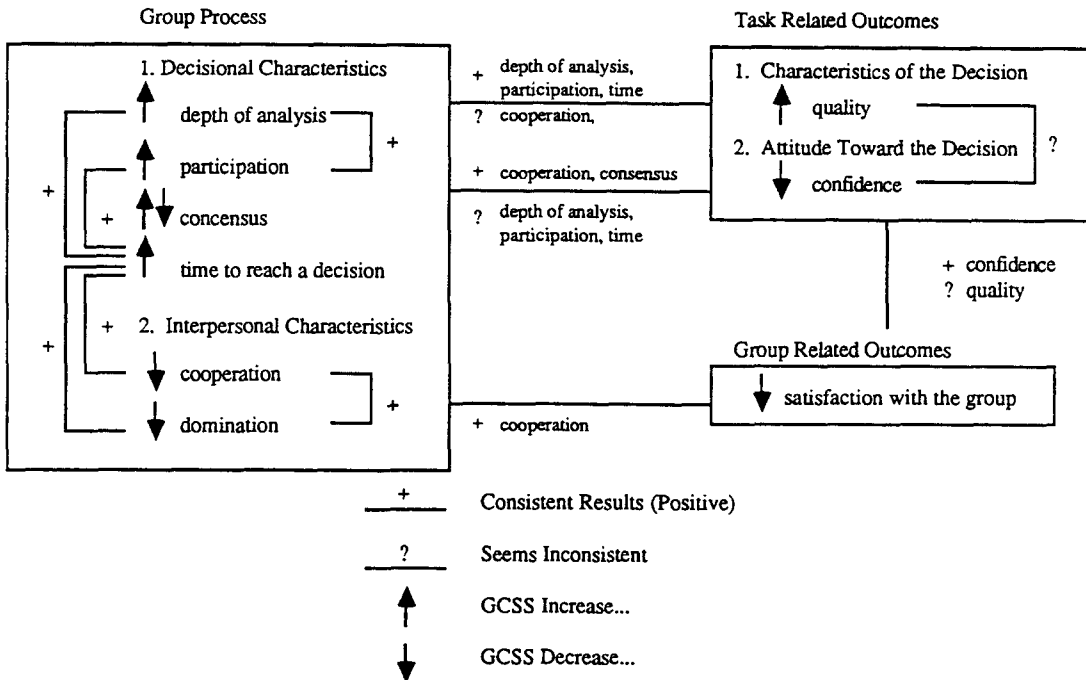 Group Process
1. Decisional Characteristics
depth of analysis
+
participation
+
+
concensus
time to reach a decision
+
+
2. Interpersonal Characteristics
cooperation
+
domination
+ depth of analysis,
participation, time
? cooperation,
+ cooperation, consensus
? depth of analysis,
participation, time
+ cooperation
Task Related Outcomes
1. Characteristics of the Decision
quality
?
2. Attitude Toward the Decision
confidence
+ confidence
? quality
Group Related Outcomes
satisfaction with the group
+ Consistent Results (Positive)
? Seems Inconsistent
GCSS Increase...
GCSS Decrease...